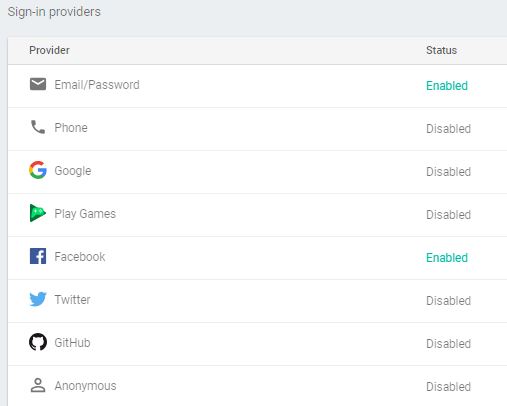 Sign-in providers
Provider Status
Email/Password Enabled
Phone Disabled
Google Disabled
Play Games Disabled
Facebook Enabled
Twitter Disabled
GitHub Disabled
Anonymous Disabled